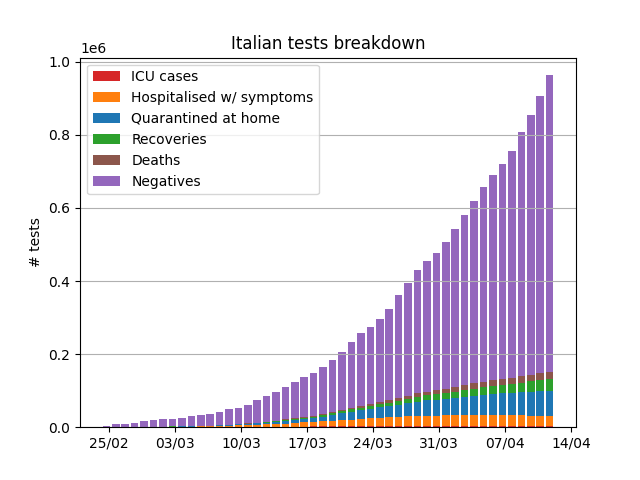 Italian tests breakdown
1e6
1.0
0.8
0.6
0.4
0.2
0.0
# tests
ICU cases
Hospitalised w/ symptoms
Quarantined at home
Recoveries
Deaths
Negatives
25/02 03/03 10/03 17/03 24/03 31/03 07/04 14/04